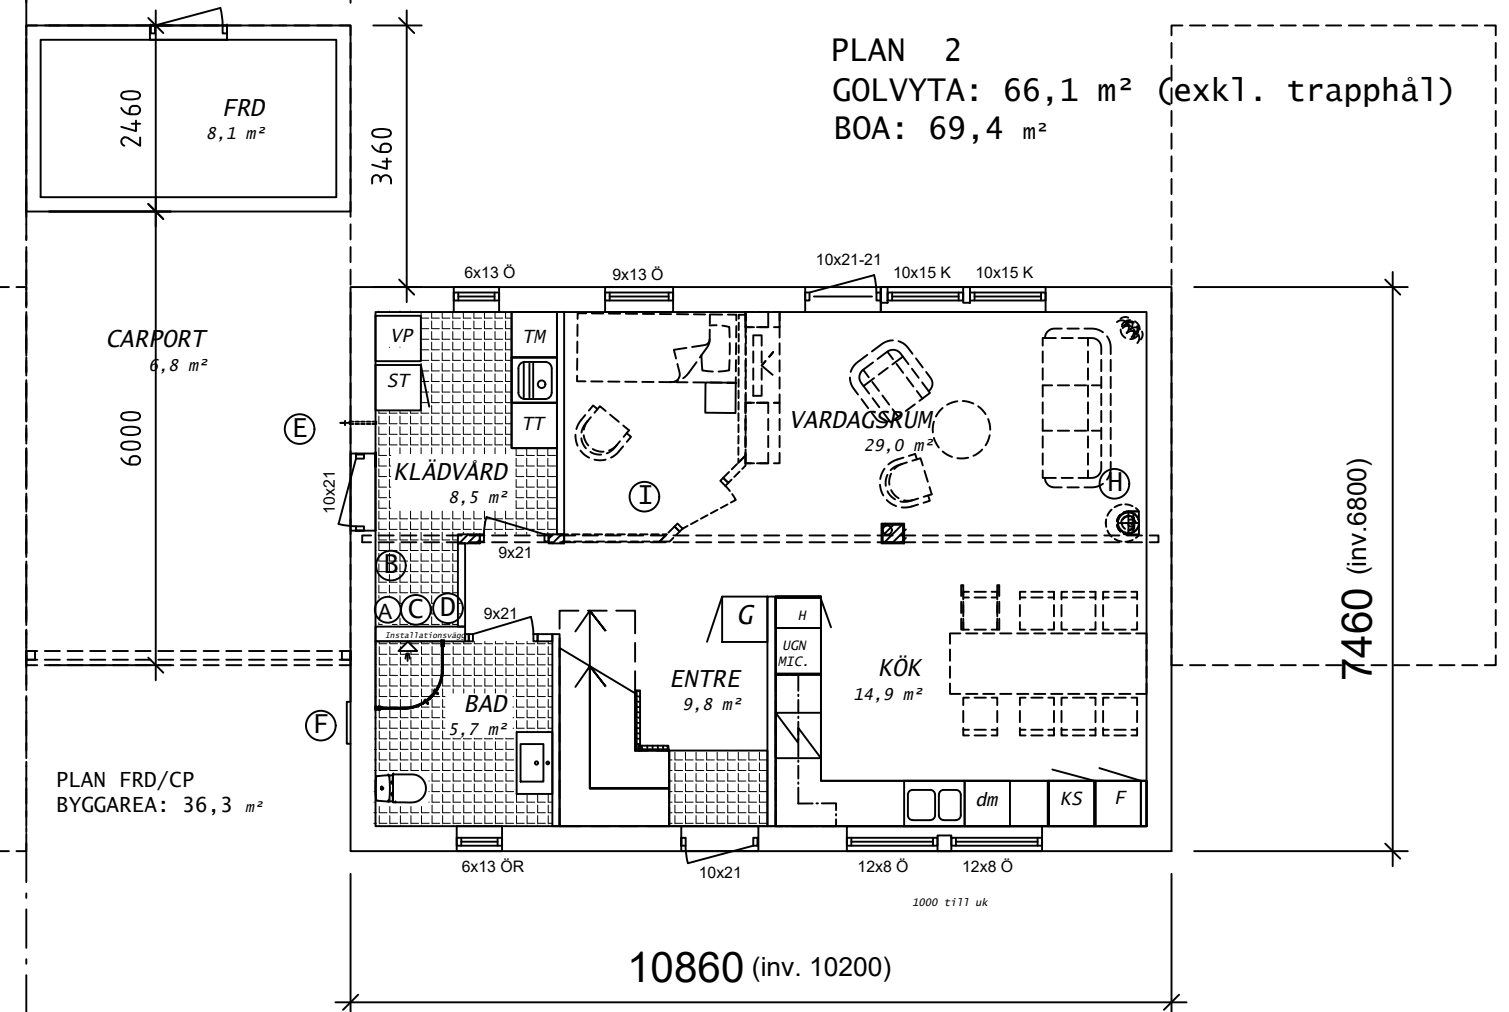 PLAN 2
GOLVYTA: 66,1 m² (exkl. trapphål)
BOA: 69,4 m²
FRD
8,1 m²
2460
3460
CARPORT
6,8 m²
6000
6x13 Ö
9x13 Ö
10x21-21
10x15 K
10x15 K
VP
TM
ST
TT
E
10x21
KLÄDVÅRD
8,5 m²
I
VARDAGSRUM
29,0 m²
H
9x21
B
A
C
D
9x21
Installationsvägg
G
H
UGN
MIC.
ENTRE
9,8 m²
KÖK
14,9 m²
BAD
5,7 m²
F
PLAN FRD/CP
BYGGAREA: 36,3 m²
dm
KS
F
6x13 ÖR
10x21
12x8 Ö
12x8 Ö
1000 till uk
7460 (inv.6800)
10860 (inv. 10200)